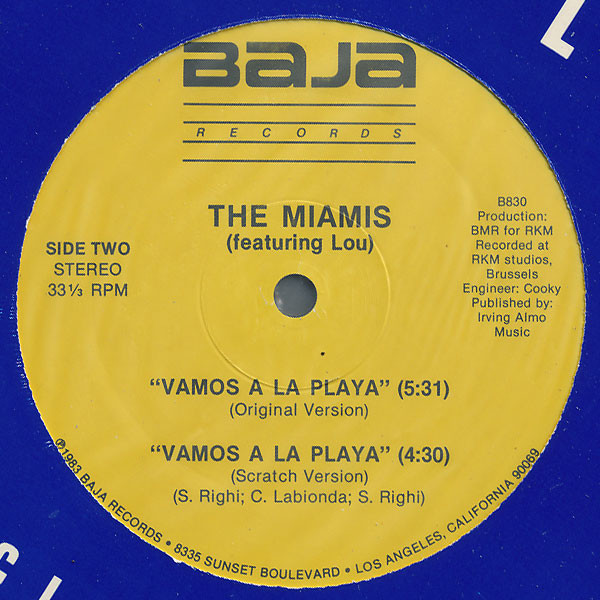 BAJA
RECORDS
THE MIAMIS
(featuring Lou)
SIDE TWO
STEREO
33 1/3 RPM
B830
Production:
BMR for RKM
Recorded at
RKM studios,
Brussels
Engineer: Cooky
Published by:
Irving Almo
Music
“VAMOS A LA PLAYA” (5:31)
(Original Version)
“VAMOS A LA PLAYA” (4:30)
(Scratch Version)
(S. Righi; C. Labionda; S. Righi)
℗1983 BAJA RECORDS • 8335 SUNSET BOULEVARD • LOS ANGELES, CALIFORNIA 90069